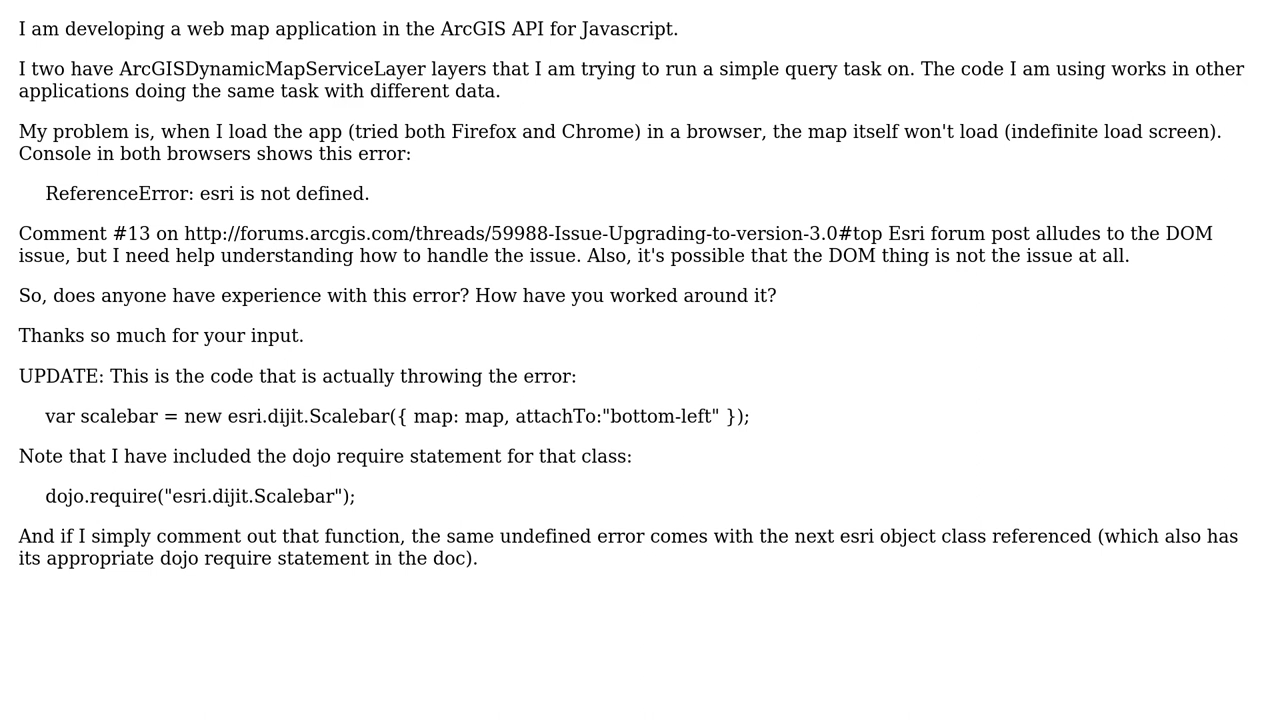 I am developing a web map application in the ArcGIS API for Javascript.
I two have ArcGISDynamicMapServiceLayer layers that I am trying to run a simple query task on. The code I am using works in other
applications doing the same task with different data.
My problem is, when I load the app (tried both Firefox and Chrome) in a browser, the map itself won't load (indefinite load screen).
Console in both browsers shows this error:
ReferenceError: esri is not defined.
Comment #13 on http://forums.arcgis.com/threads/59988-Issue-Upgrading-to-version-3.0#top Esri forum post alludes to the DOM
issue, but I need help understanding how to handle the issue. Also, it's possible that the DOM thing is not the issue at all.
So, does anyone have experience with this error? How have you worked around it?
Thanks so much for your input.
UPDATE: This is the code that is actually throwing the error:
var scalebar = new esri.dijit.Scalebar({ map: map, attachTo:"bottom-left" });
Note that I have included the dojo require statement for that class:
dojo.require("esri.dijit.Scalebar");
And if I simply comment out that function, the same undefined error comes with the next esri object class referenced (which also has
its appropriate dojo require statement in the doc).